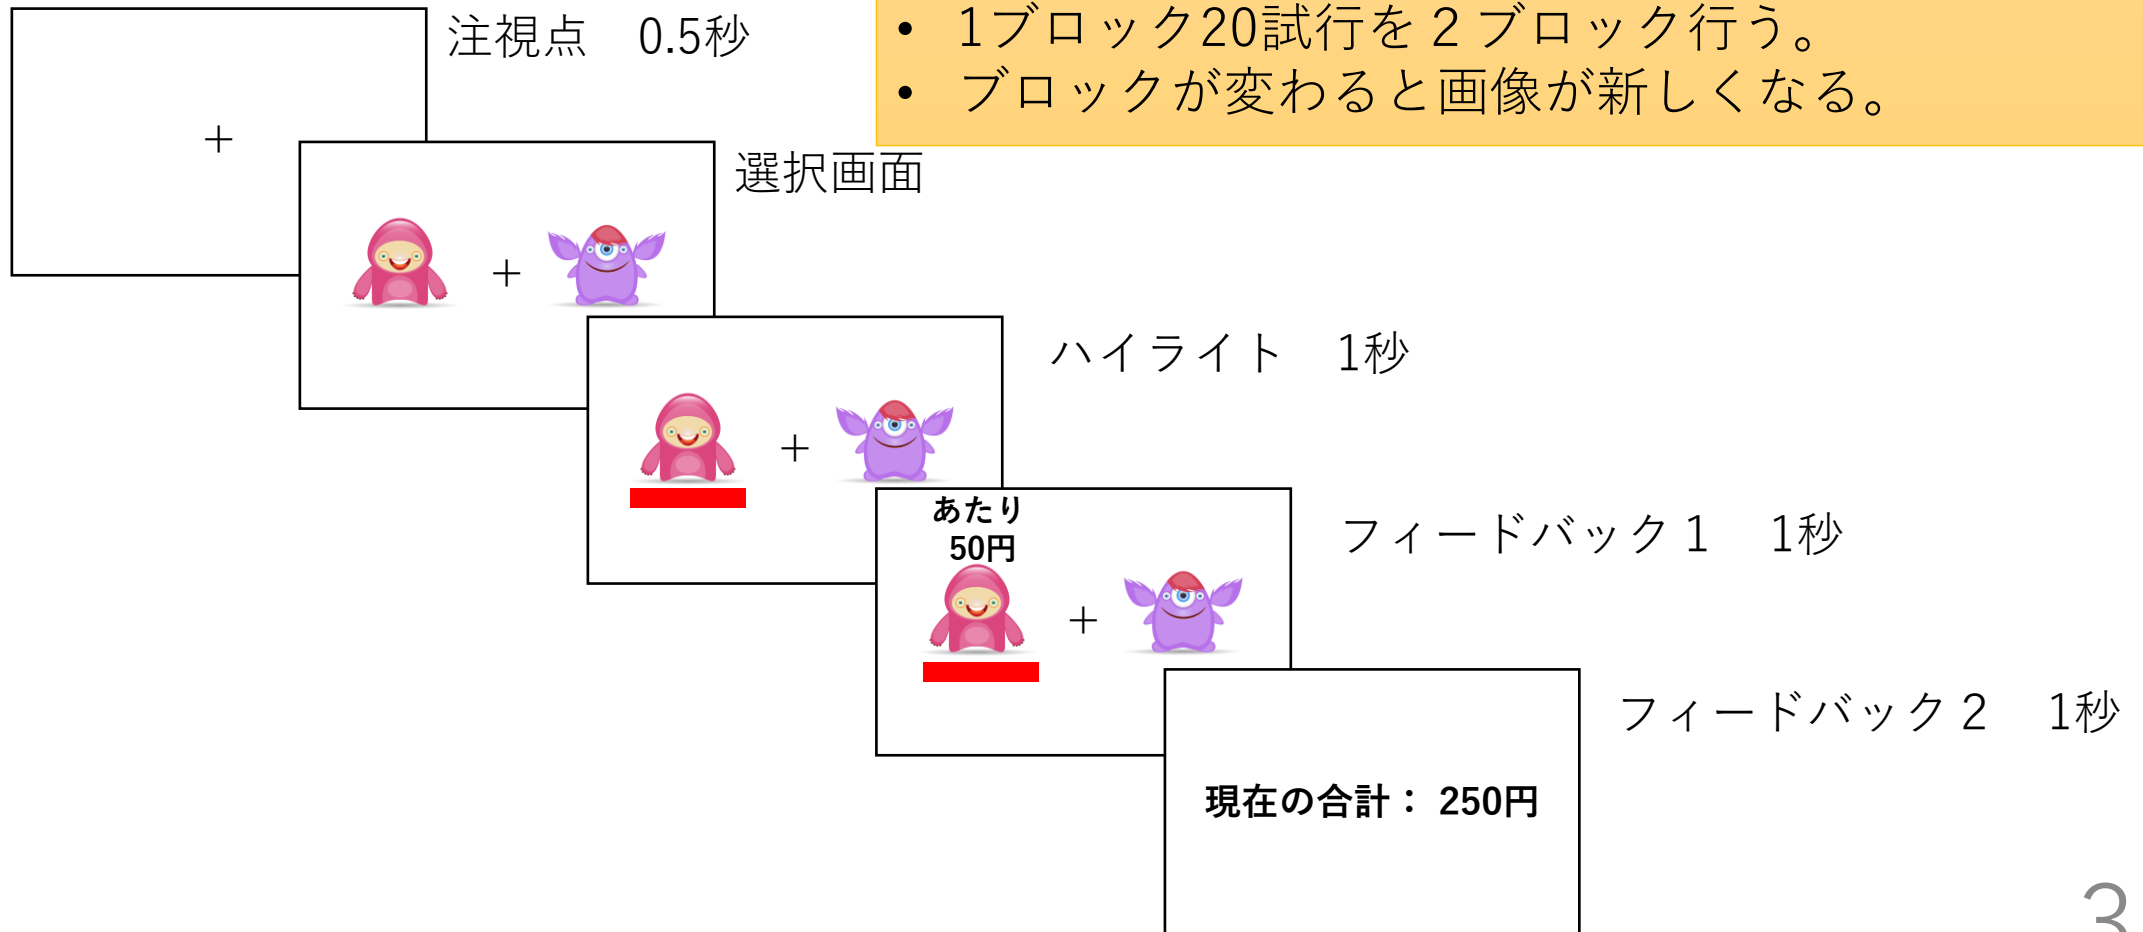 注視点　0.5秒
• 1ブロック20試行を２ブロック行う。
• ブロックが変わると画像が新しくなる。
+
選択画面
+
ハイライト　1秒
+
あたり
50円
フィードバック１　1秒
+
フィードバック２　1秒
現在の合計： 250円
3